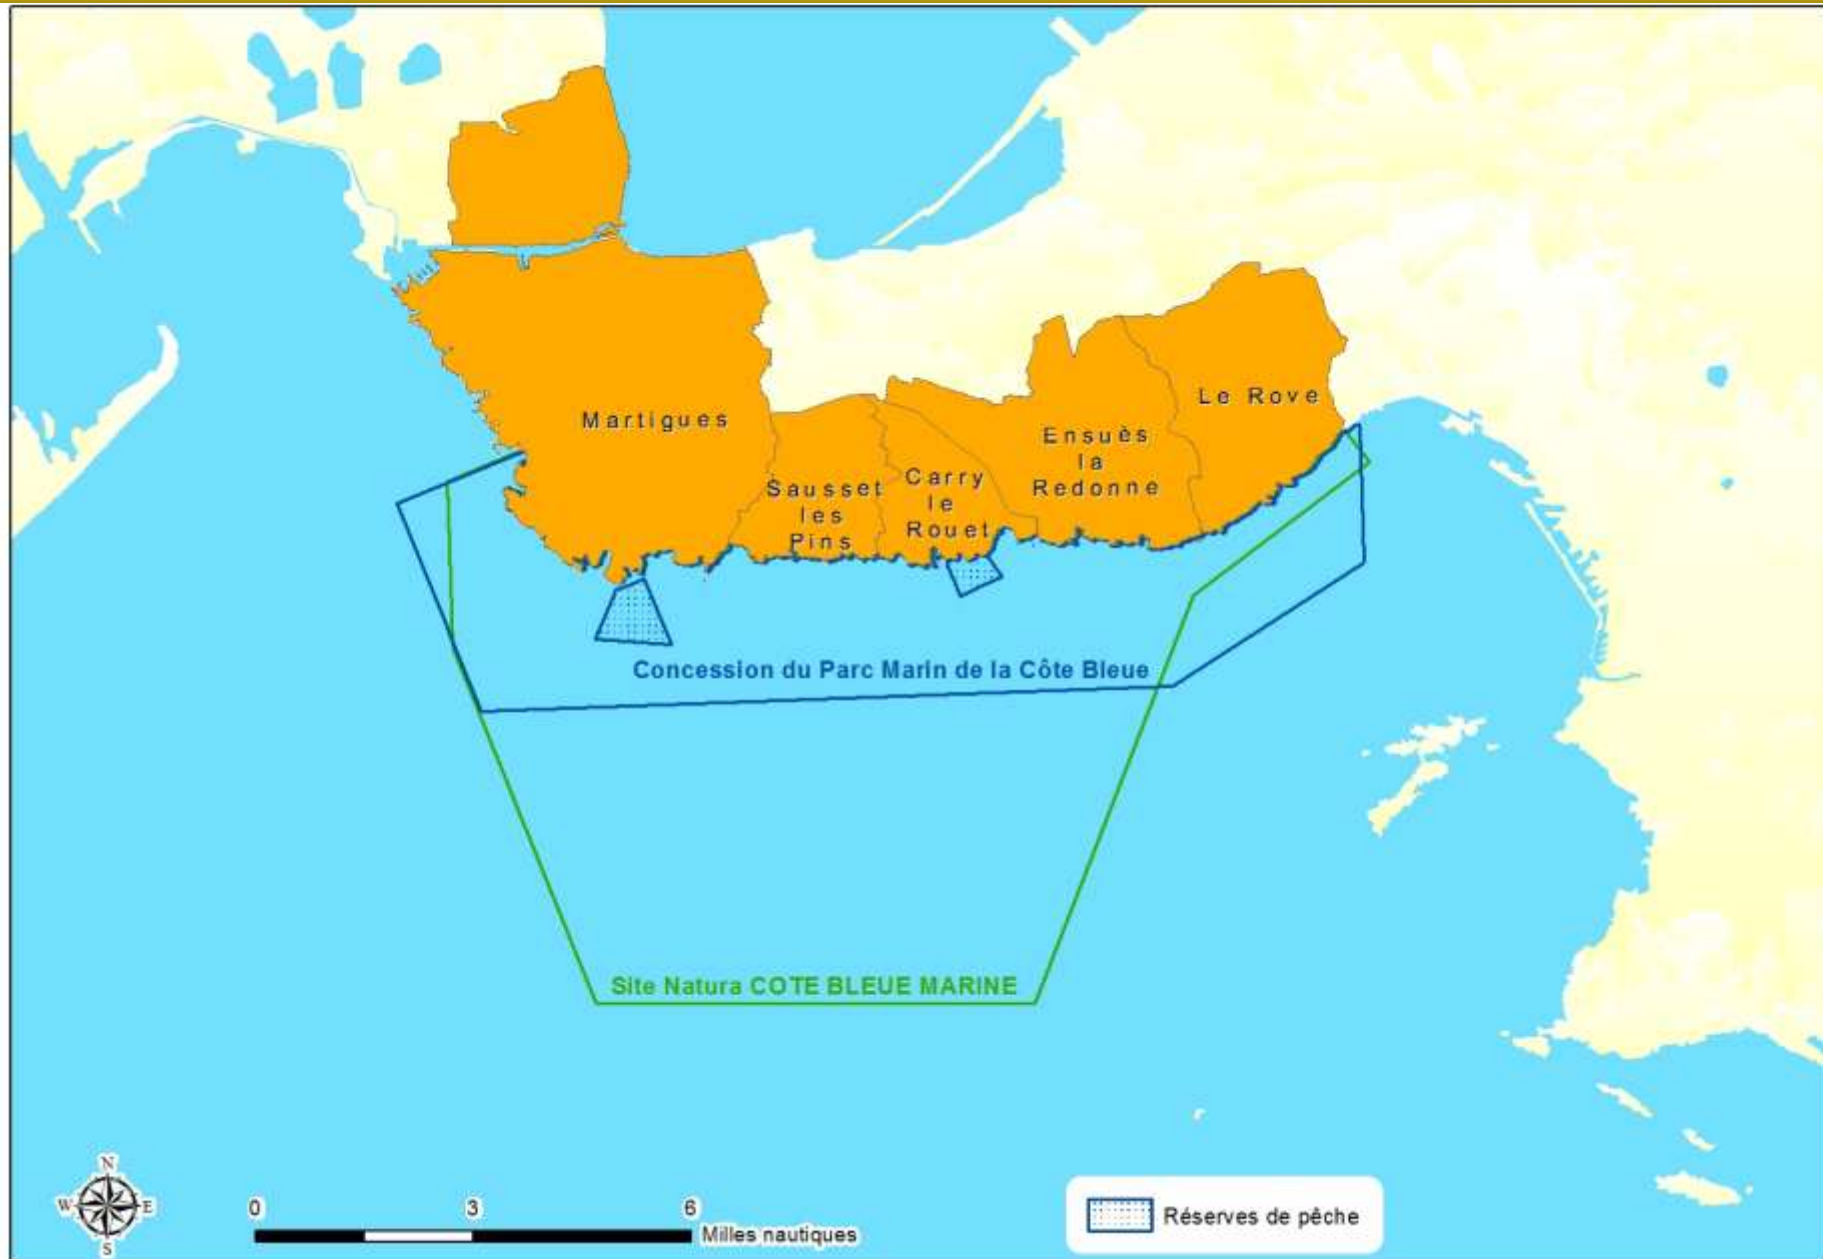 Martigues
Le Rove
Ensuès
la
Redonne
Carry
le
Rouet
Sausset
les
Pins
Concession du Parc Marin de la Côte Bleue
Site Natura COTE BLEUE MARINE
N
W E
S
0 3 6
Milles nautiques
Réserves de pêche